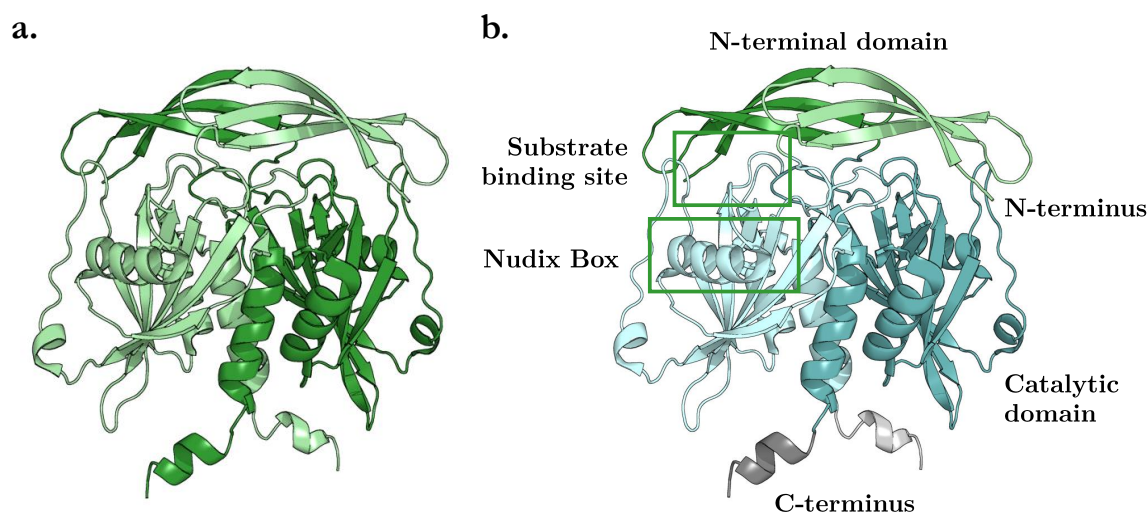 a.
b.
N-terminal domain
Substrate
binding site
N-terminus
Nudix Box
Catalytic
domain
C-terminus